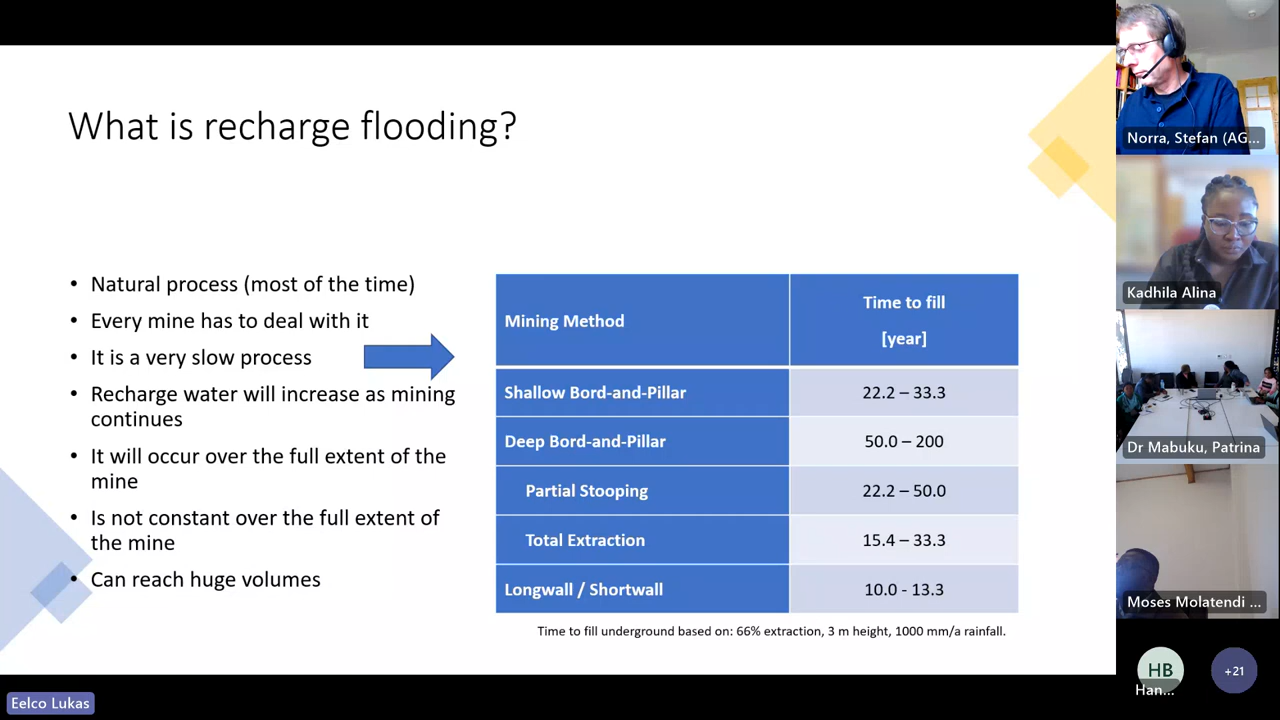 What is recharge flooding?
• Natural process (most of the time)
• Every mine has to deal with it
• It is a very slow process
• Recharge water will increase as mining
continues
• It will occur over the full extent of the
mine
• Is not constant over the full extent of
the mine
• Can reach huge volumes
Mining Method
Time to fill
[year]
Shallow Bord-and-Pillar
22.2 – 33.3
Deep Bord-and-Pillar
50.0 – 200
Partial Stooping
22.2 – 50.0
Total Extraction
15.4 – 33.3
Longwall / Shortwall
10.0 - 13.3
Time to fill underground based on: 66% extraction, 3 m height, 1000 mm/a rainfall.
Norra, Stefan (AG...
Kadhila Alina
Dr Mabuku, Patrina
Moses Molatendi ...
HB
Han...
+21
Eelco Lukas